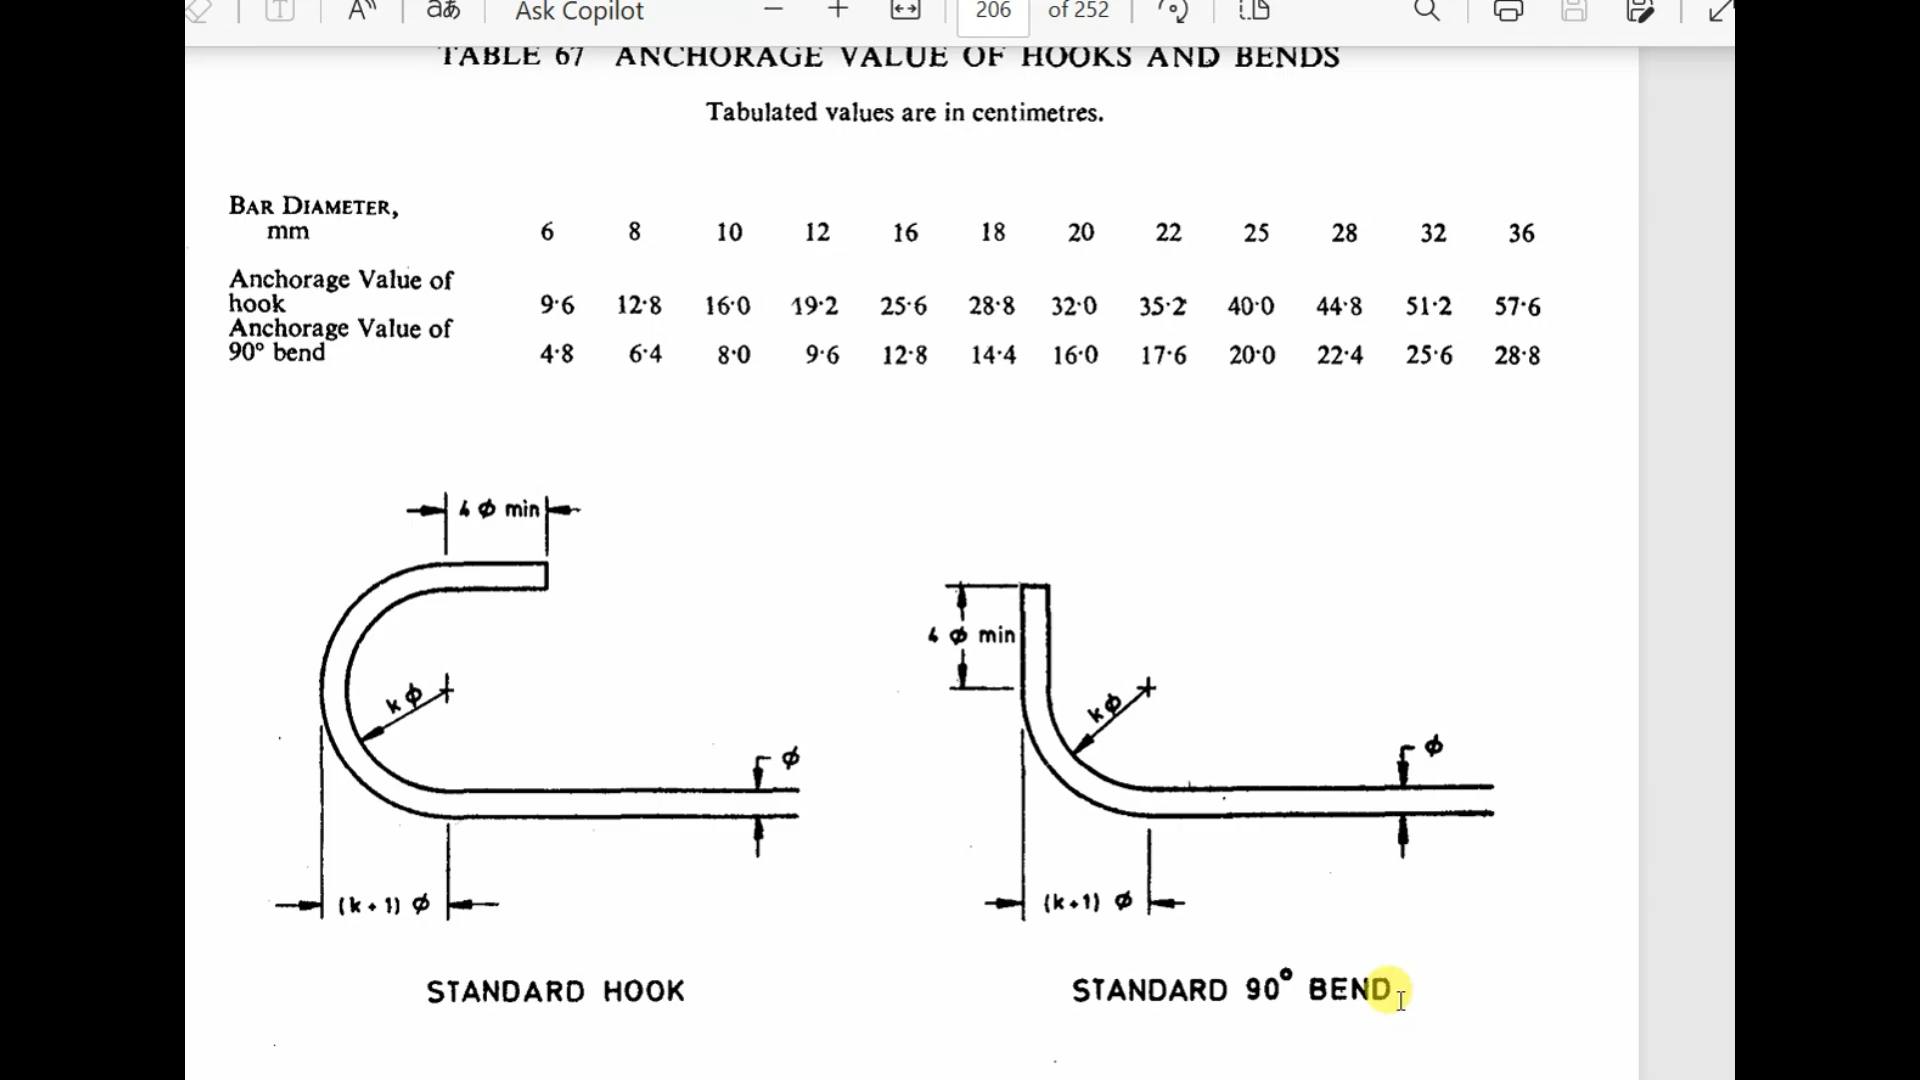 Ask Copilot
206 of 252
TABLE 67 ANCHORAGE VALUE OF HOOKS AND BENDS
Tabulated values are in centimetres.
BAR DIAMETER, mm 6 8 10 12 16 18 20 22 25 28 32 36
Anchorage Value of hook 9·6 12·8 16·0 19·2 25·6 28·8 32·0 35·2 40·0 44·8 51·2 57·6
Anchorage Value of 90° bend 4·8 6·4 8·0 9·6 12·8 14·4 16·0 17·6 20·0 22·4 25·6 28·8
4 ϕ min
4 ϕ min
k ϕ
k ϕ
ϕ
ϕ
(k + 1) ϕ
(k + 1) ϕ
STANDARD HOOK
STANDARD 90° BEND